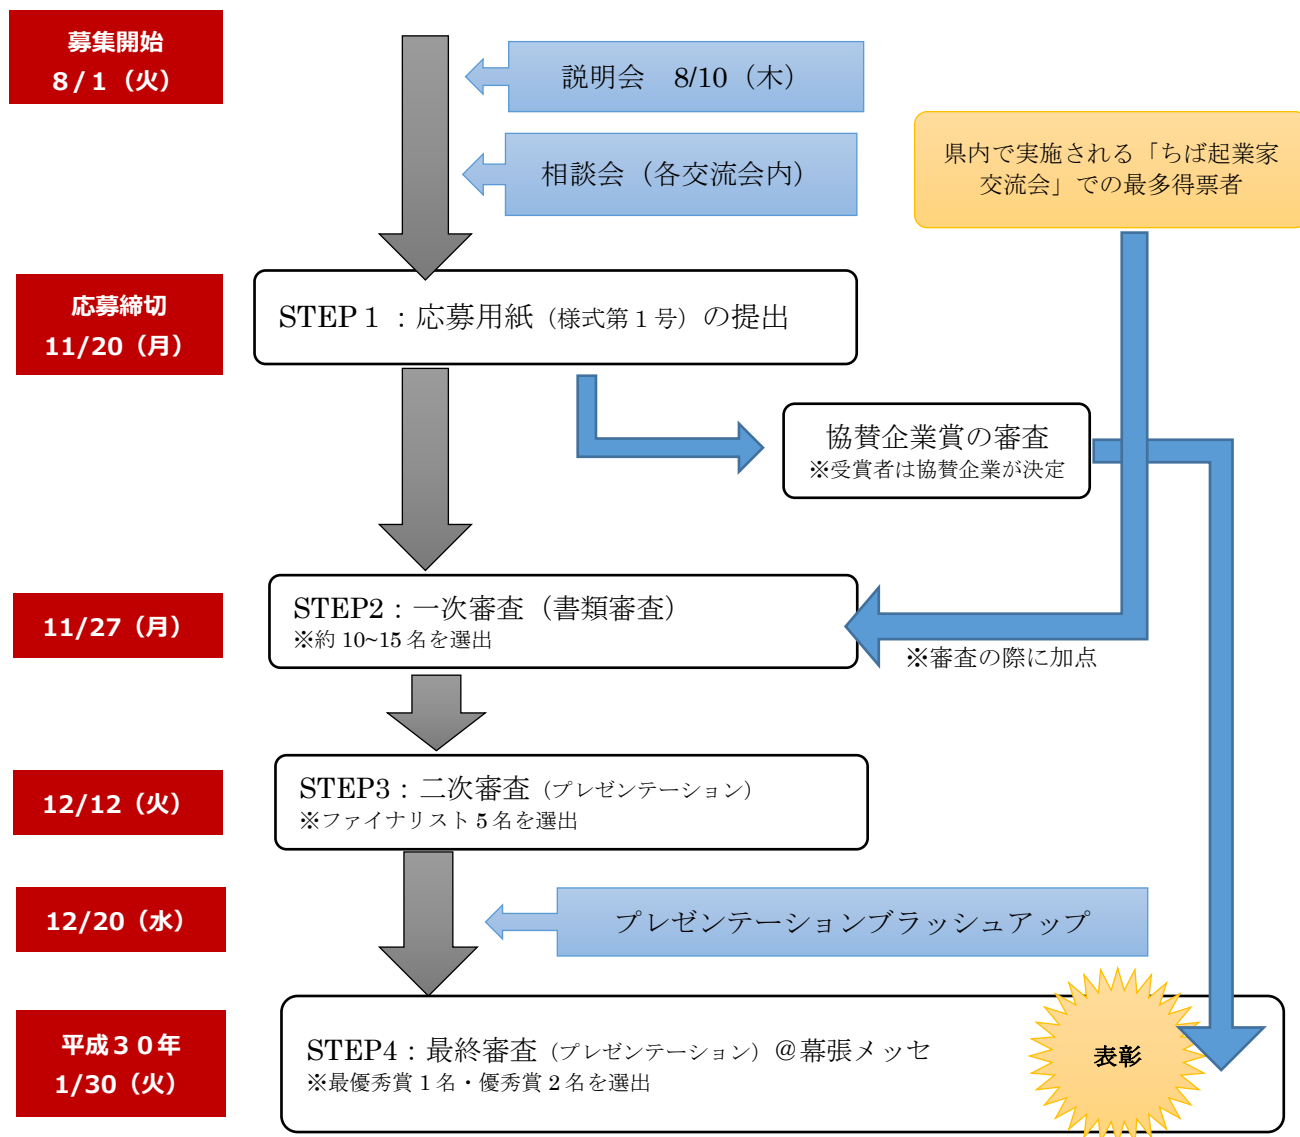 募集開始
８/１（火）
説明会　8/10（木）
相談会（各交流会内）
県内で実施される「ちば起業家
交流会」での最多得票者
応募締切
11/20（月）
STEP１：応募用紙（様式第１号）の提出
協賛企業賞の審査
※受賞者は協賛企業が決定
11/27（月）
STEP2：一次審査（書類審査）
※約 10~15 名を選出
※審査の際に加点
12/12（火）
STEP3：二次審査（プレゼンテーション）
※ファイナリスト 5 名を選出
12/20（水）
プレゼンテーションブラッシュアップ
平成３０年
1/30（火）
STEP4：最終審査（プレゼンテーション）＠幕張メッセ
※最優秀賞 1 名・優秀賞 2 名を選出
表彰